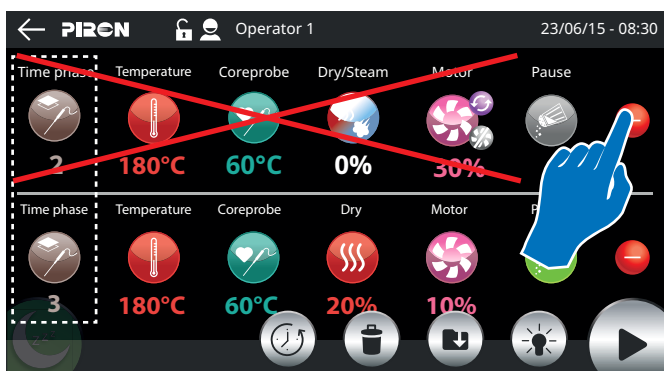 PIRON Operator 1 23/06/15 - 08:30
Time phase Temperature Coreprobe Dry/Steam Motor Pause
2 180°C 60°C 0% 30%
Time phase Temperature Coreprobe Dry Motor
3 180°C 60°C 20% 10%